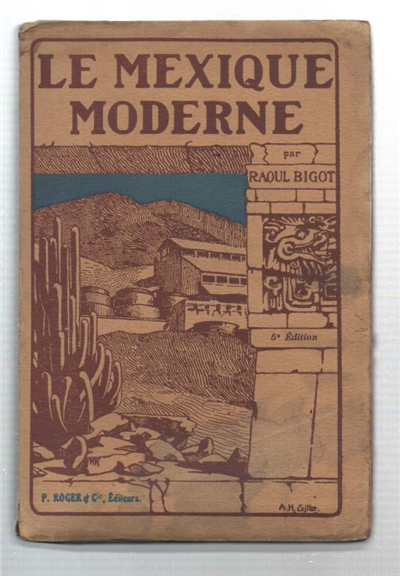 LE MEXIQUE
MODERNE
par
RAOUL BIGOT
5e Édition
P. ROGER & Cie, Éditeurs.